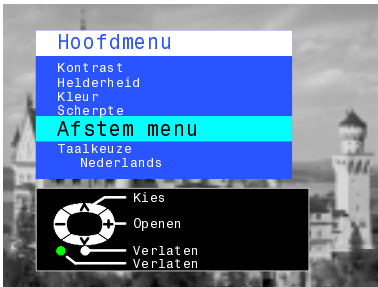 Hoofdmenu
Kontrast
Helderheid
Kleur
Scherpte
Afstem menu
Taalkeuze
Nederlands
Kies
Openen
Verlaten
Verlaten